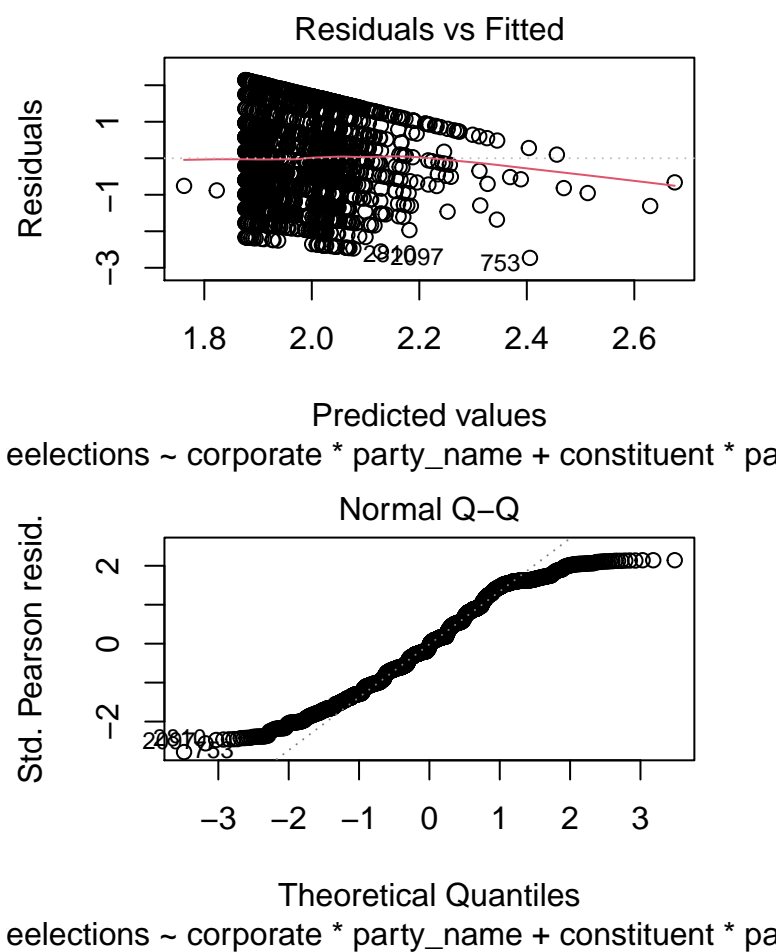 Residuals vs Fitted
Residuals
1
−1
−3
2097
753
1.8 2.0 2.2 2.4 2.6
Predicted values
eelections ~ corporate * party_name + constituent * pa
Normal Q−Q
Std. Pearson resid.
2
0
−2
753
−3 −2 −1 0 1 2 3
Theoretical Quantiles
eelections ~ corporate * party_name + constituent * pa